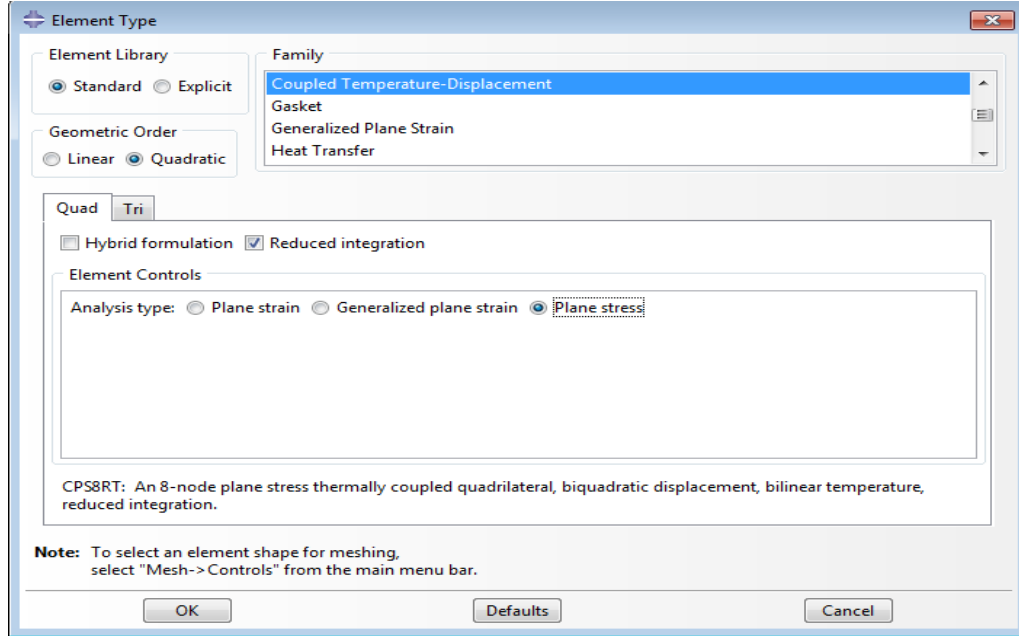 Element Type
Element Library
Standard Explicit
Family
Coupled Temperature-Displacement
Gasket
Generalized Plane Strain
Heat Transfer
Geometric Order
Linear Quadratic
Quad Tri
Hybrid formulation Reduced integration
Element Controls
Analysis type: Plane strain Generalized plane strain Plane stress
CPS8RT: An 8-node plane stress thermally coupled quadrilateral, biquadratic displacement, bilinear temperature,
reduced integration.
Note: To select an element shape for meshing,
select "Mesh->Controls" from the main menu bar.
OK Defaults Cancel